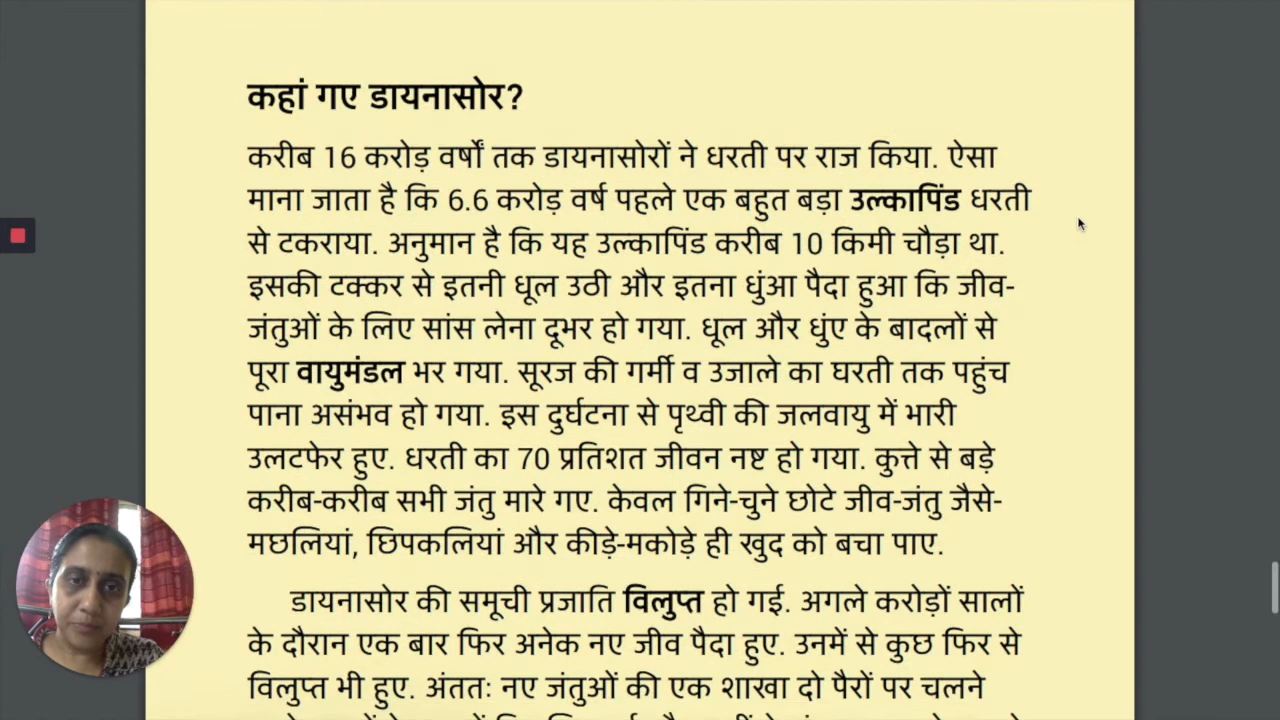 कहां गए डायनासोर?
करीब 16 करोड़ वर्षों तक डायनासोरों ने धरती पर राज किया. ऐसा
माना जाता है कि 6.6 करोड़ वर्ष पहले एक बहुत बड़ा उल्कापिंड धरती
से टकराया. अनुमान है कि यह उल्कापिंड करीब 10 किमी चौड़ा था.
इसकी टक्कर से इतनी धूल उठी और इतना धुंआ पैदा हुआ कि जीव-
जंतुओं के लिए सांस लेना दूभर हो गया. धूल और धुंए के बादलों से
पूरा वायुमंडल भर गया. सूरज की गर्मी व उजाले का घरती तक पहुंच
पाना असंभव हो गया. इस दुर्घटना से पृथ्वी की जलवायु में भारी
उलटफेर हुए. धरती का 70 प्रतिशत जीवन नष्ट हो गया. कुत्ते से बड़े
करीब-करीब सभी जंतु मारे गए. केवल गिने-चुने छोटे जीव-जंतु जैसे-
मछलियां, छिपकलियां और कीड़े-मकोड़े ही खुद को बचा पाए.
डायनासोर की समूची प्रजाति विलुप्त हो गई. अगले करोड़ों सालों
के दौरान एक बार फिर अनेक नए जीव पैदा हुए. उनमें से कुछ फिर से
विलुप्त भी हुए. अंततः नए जंतुओं की एक शाखा दो पैरों पर चलने